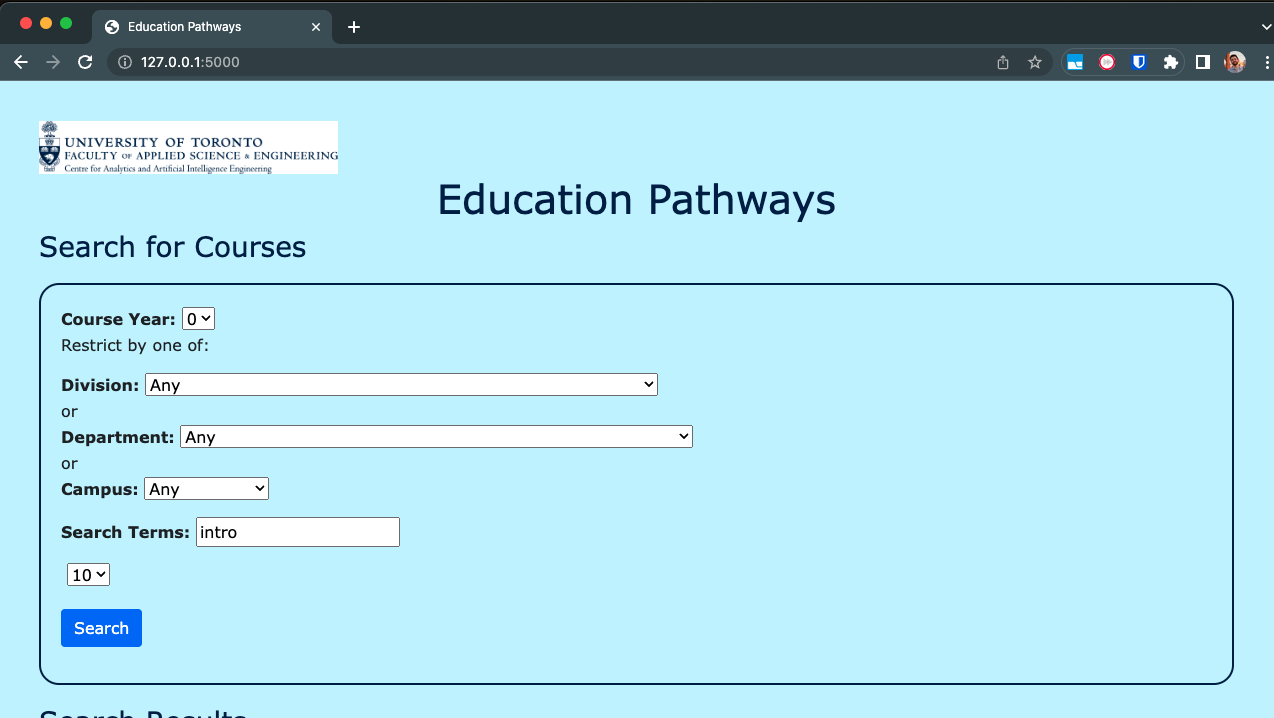 Education Pathways
127.0.0.1:5000
UNIVERSITY OF TORONTO
FACULTY OF APPLIED SCIENCE & ENGINEERING
Centre for Analytics and Artificial Intelligence Engineering
Education Pathways
Search for Courses
Course Year: 0
Restrict by one of:
Division: Any
or
Department: Any
or
Campus: Any
Search Terms: intro
10
Search
Search Results